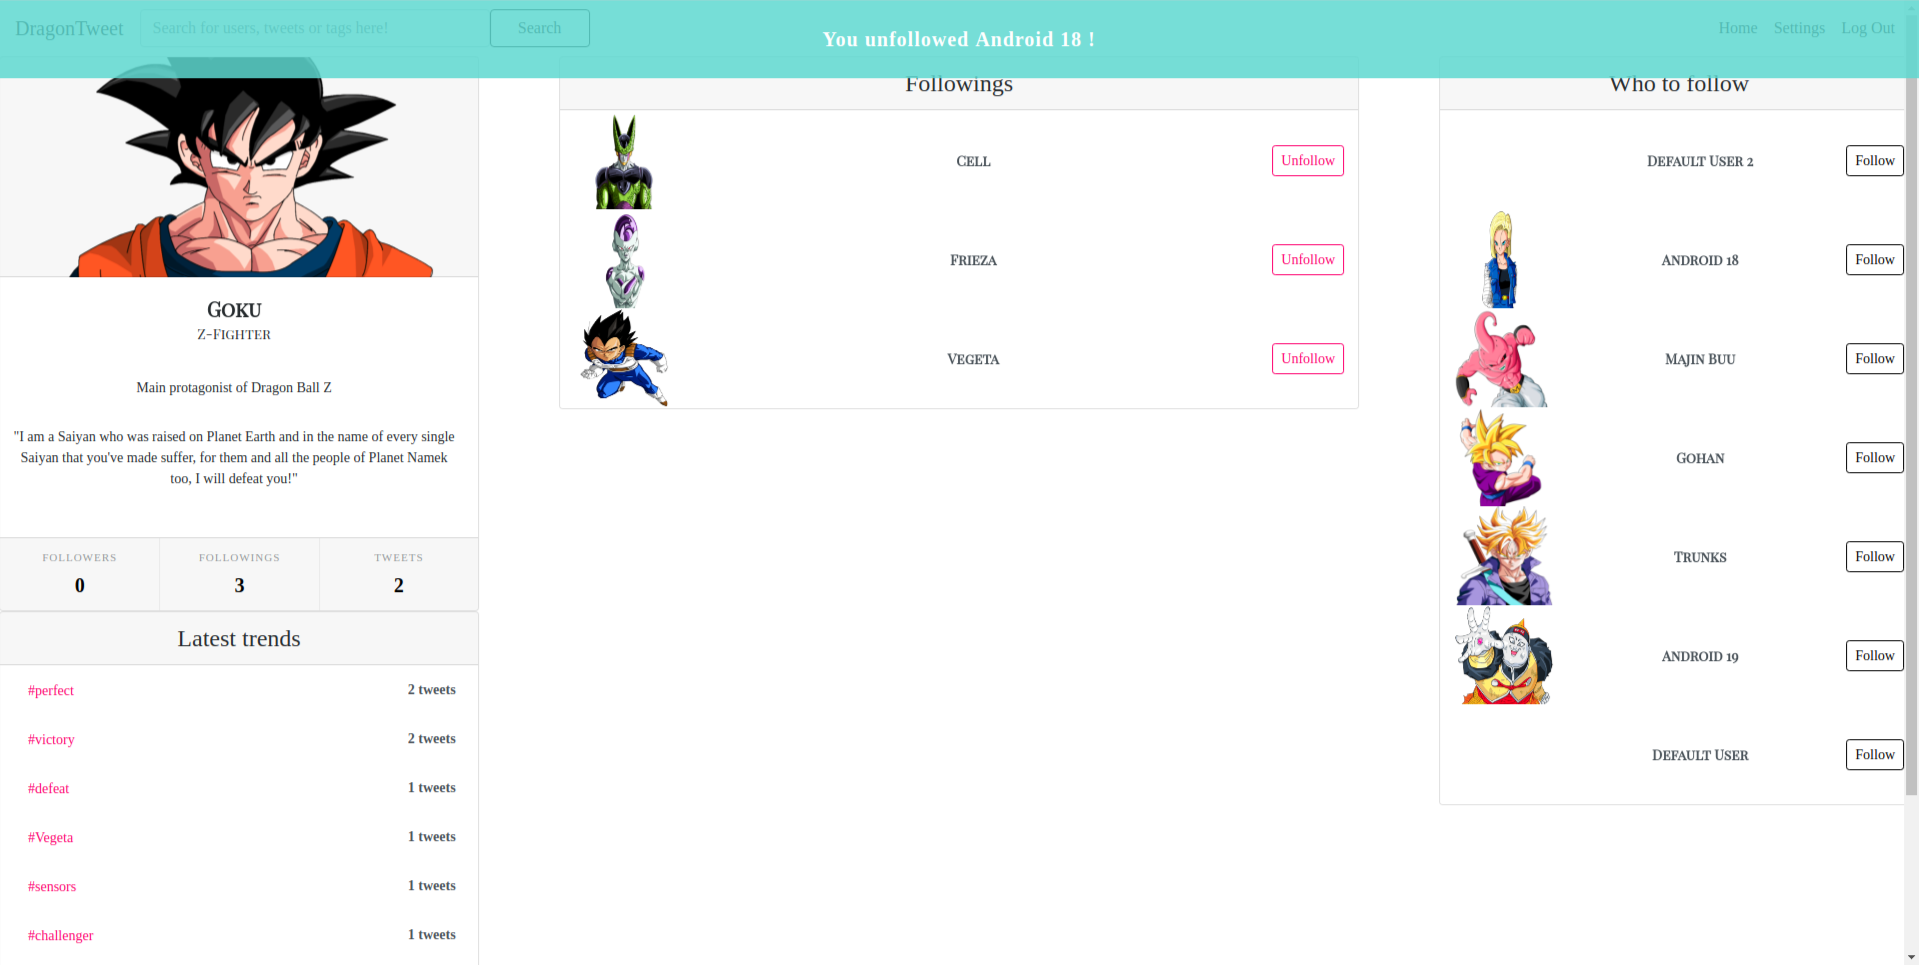 DragonTweet
Search for users, tweets or tags here!
Search
You unfollowed Android 18 !
Home
Settings
Log Out
Goku
Z-Fighter
Main protagonist of Dragon Ball Z
"I am a Saiyan who was raised on Planet Earth and in the name of every single
Saiyan that you've made suffer, for them and all the people of Planet Namek
too, I will defeat you!"
FOLLOWERS
0
FOLLOWINGS
3
TWEETS
2
Latest trends
#perfect
2 tweets
#victory
2 tweets
#defeat
1 tweets
#Vegeta
1 tweets
#sensors
1 tweets
#challenger
1 tweets
Followings
Cell
Unfollow
Frieza
Unfollow
Vegeta
Unfollow
Who to follow
Default User 2
Follow
Android 18
Follow
Majin Buu
Follow
Gohan
Follow
Trunks
Follow
Android 19
Follow
Default User
Follow